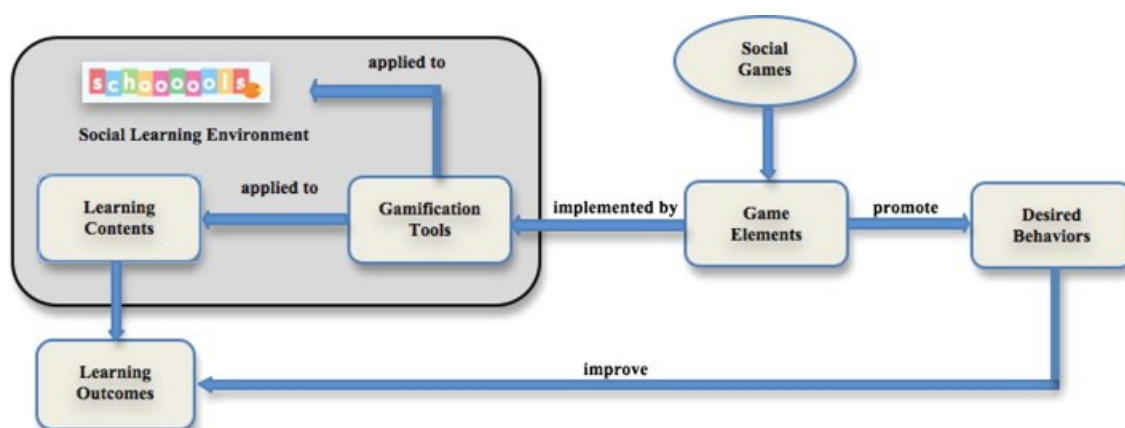 applied to
Social
Games
schooools
Social Learning Environment
applied to
Learning
Contents
Gamification
Tools
implemented by
Game
Elements
promote
Desired
Behaviors
Learning
Outcomes
improve